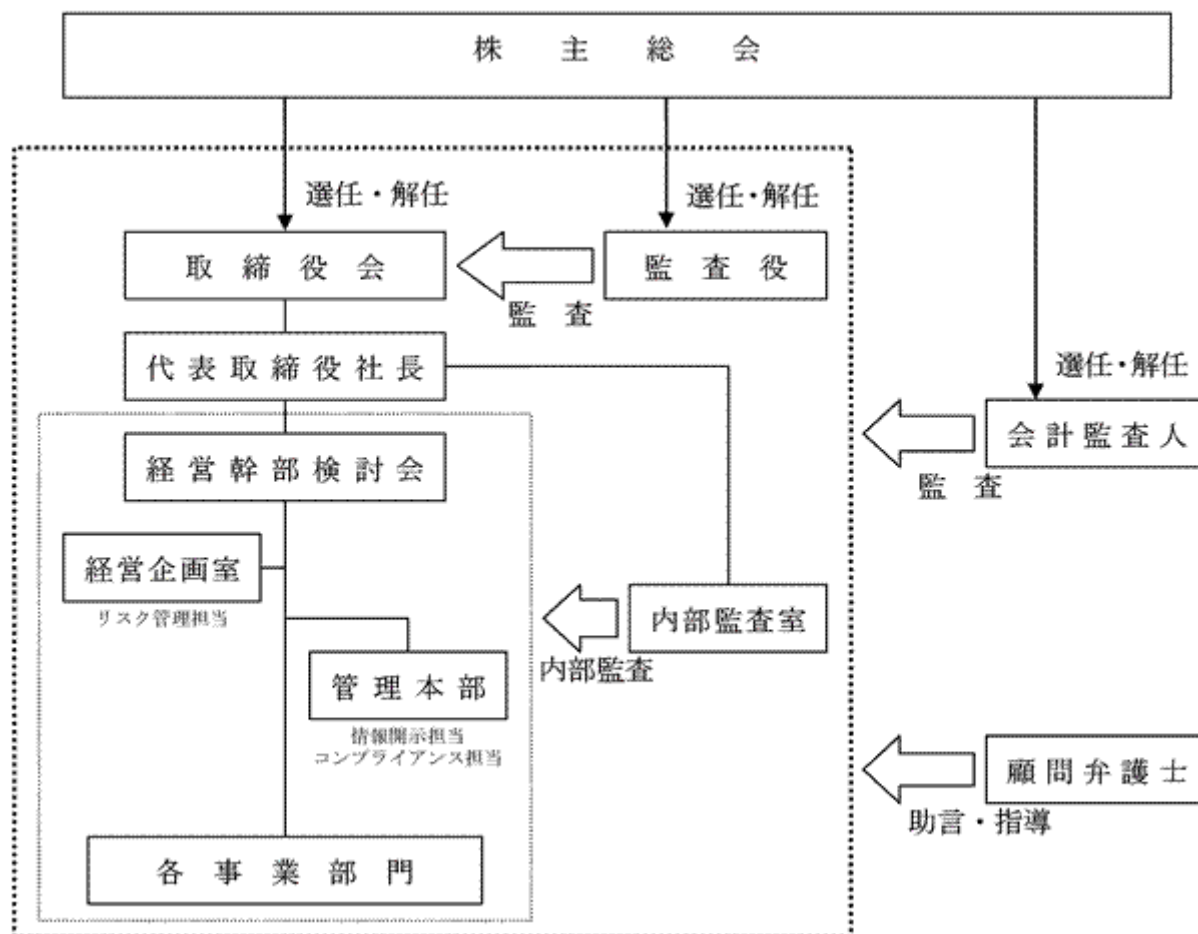 株主総会
選任・解任
選任・解任
取締役会
監査役
監査
代表取締役社長
選任・解任
会計監査人
監査
経営幹部検討会
経営企画室
リスク管理担当
内部監査室
内部監査
管理本部
情報開示担当
コンプライアンス担当
顧問弁護士
助言・指導
各事業部門